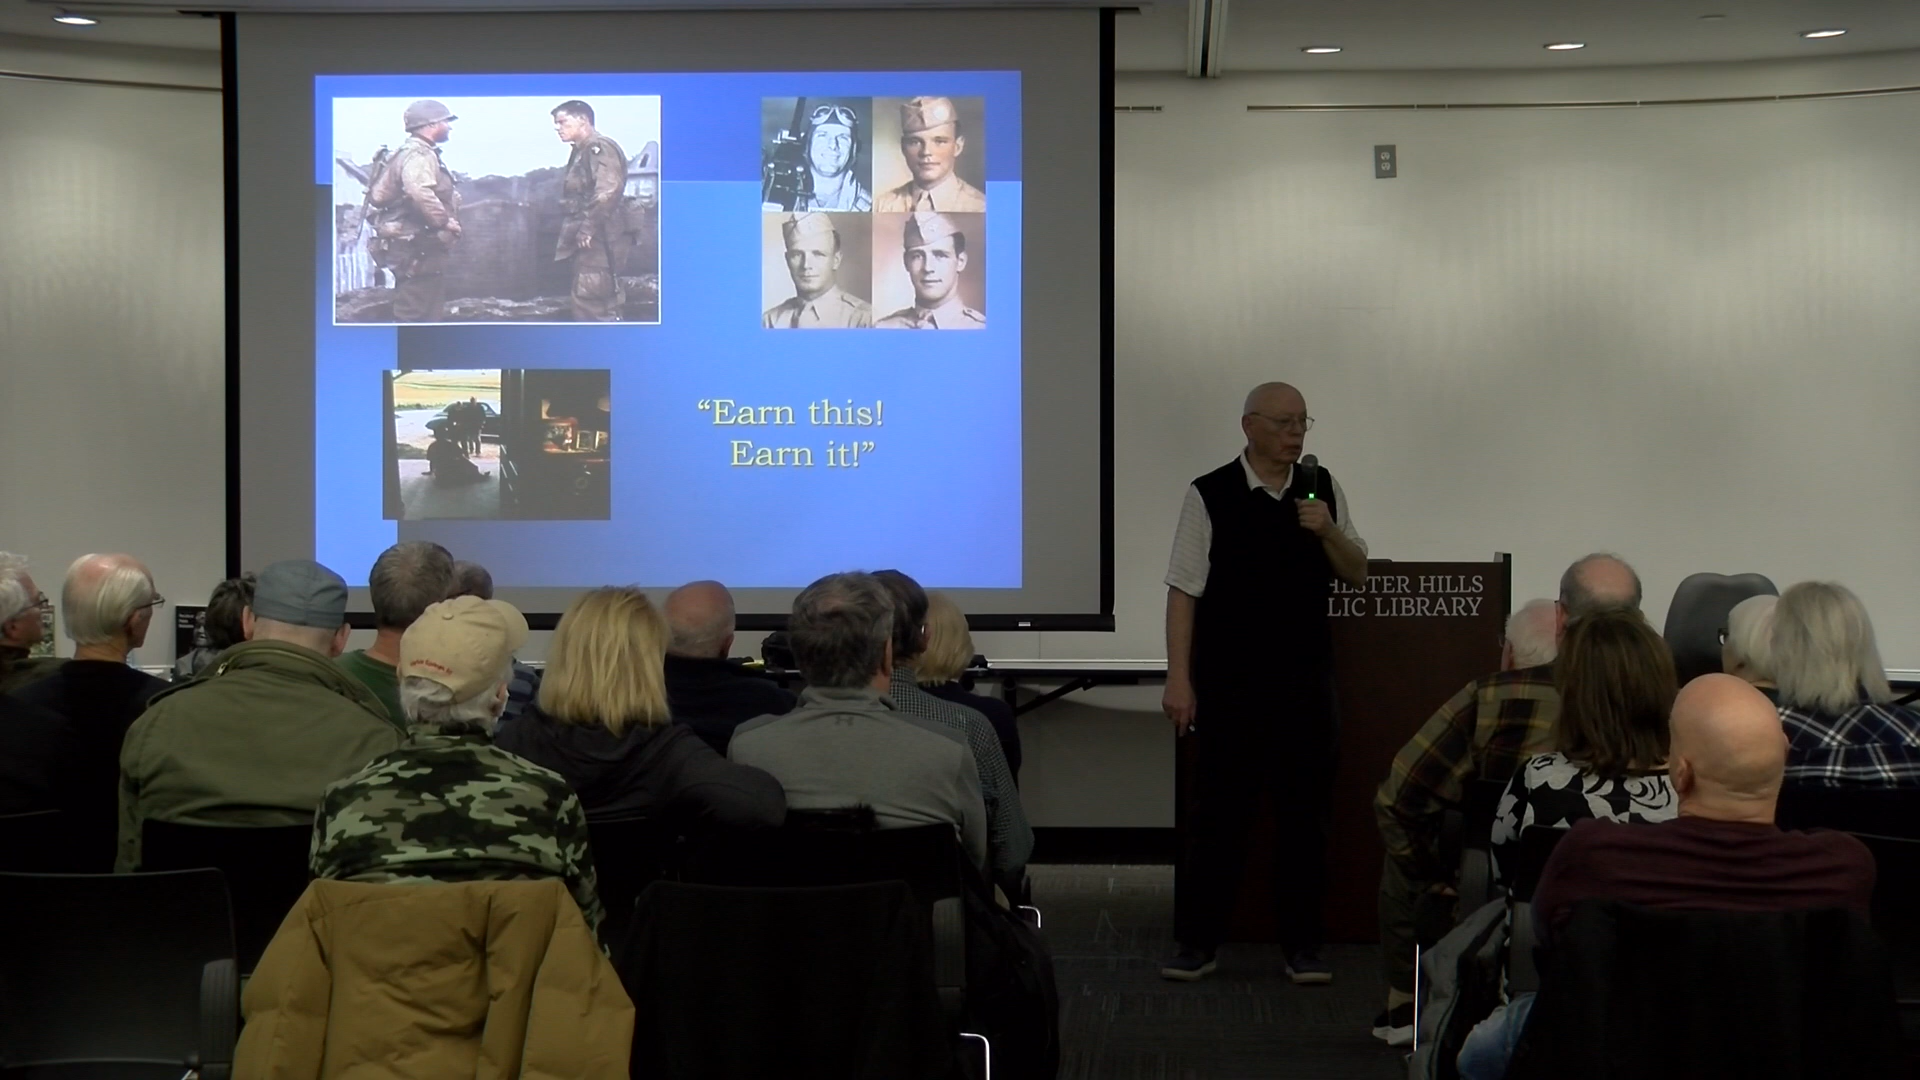 “Earn this!
Earn it!”
HESTER HILLS
LIC LIBRARY